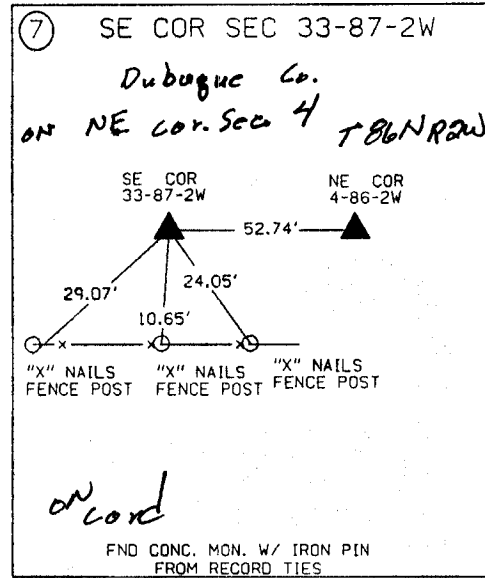 7 SE COR SEC 33-87-2W
Dubuque Co.
on NE cor. Sec. 4 T86NR2W
SE COR
33-87-2W
NE COR
4-86-2W
52.74'
29.07'
24.05'
10.65'
"X" NAILS
FENCE POST
"X" NAILS
FENCE POST
"X" NAILS
FENCE POST
on
cord
FND CONC. MON. W/ IRON PIN
FROM RECORD TIES